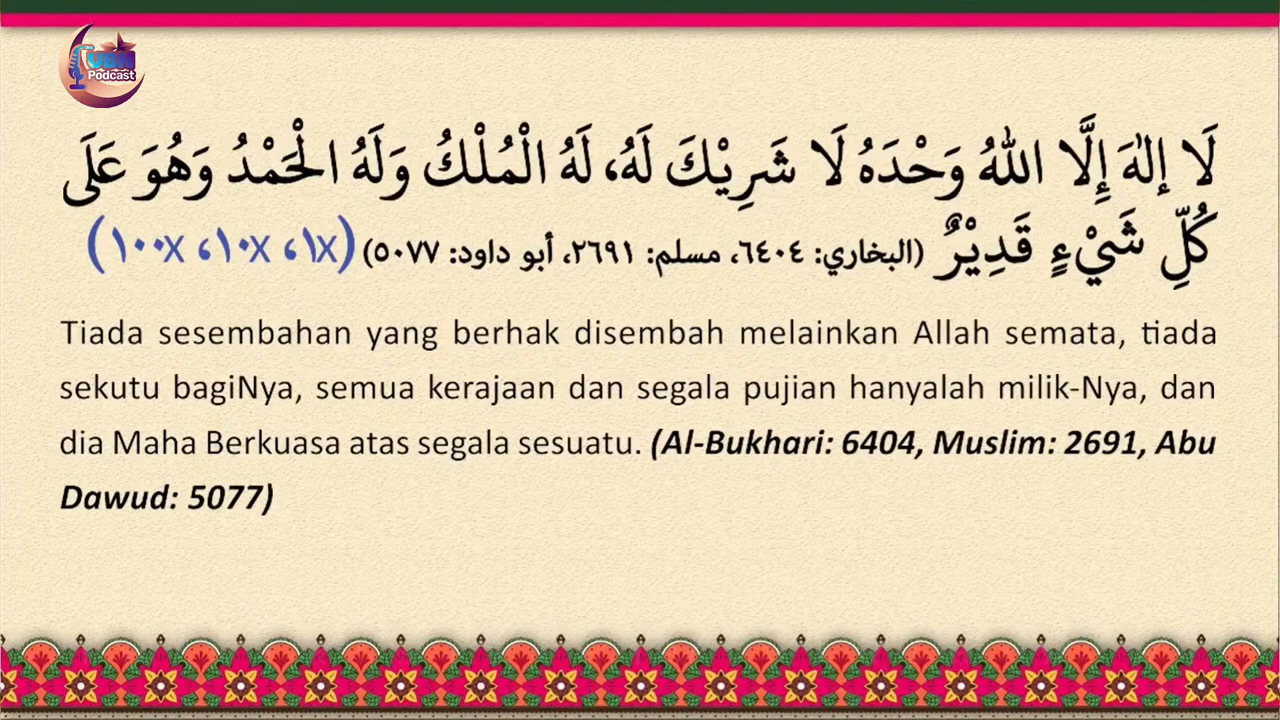 UBN
Podcast
لَا إِلٰهَ إِلَّا اللهُ وَحْدَهُ لَا شَرِيْكَ لَهُ، لَهُ الْمُلْكُ وَلَهُ الْحَمْدُ وَهُوَ عَلَى
كُلِّ شَيْءٍ قَدِيْرٌ (البخاري: ٦٤٠٤، مسلم: ٢٦٩١، أبو داود: ٥٠٧٧) (١x، ١٠x، ١٠٠x)
Tiada sesembahan yang berhak disembah melainkan Allah semata, tiada
sekutu bagiNya, semua kerajaan dan segala pujian hanyalah milik-Nya, dan
dia Maha Berkuasa atas segala sesuatu. (Al-Bukhari: 6404, Muslim: 2691, Abu
Dawud: 5077)